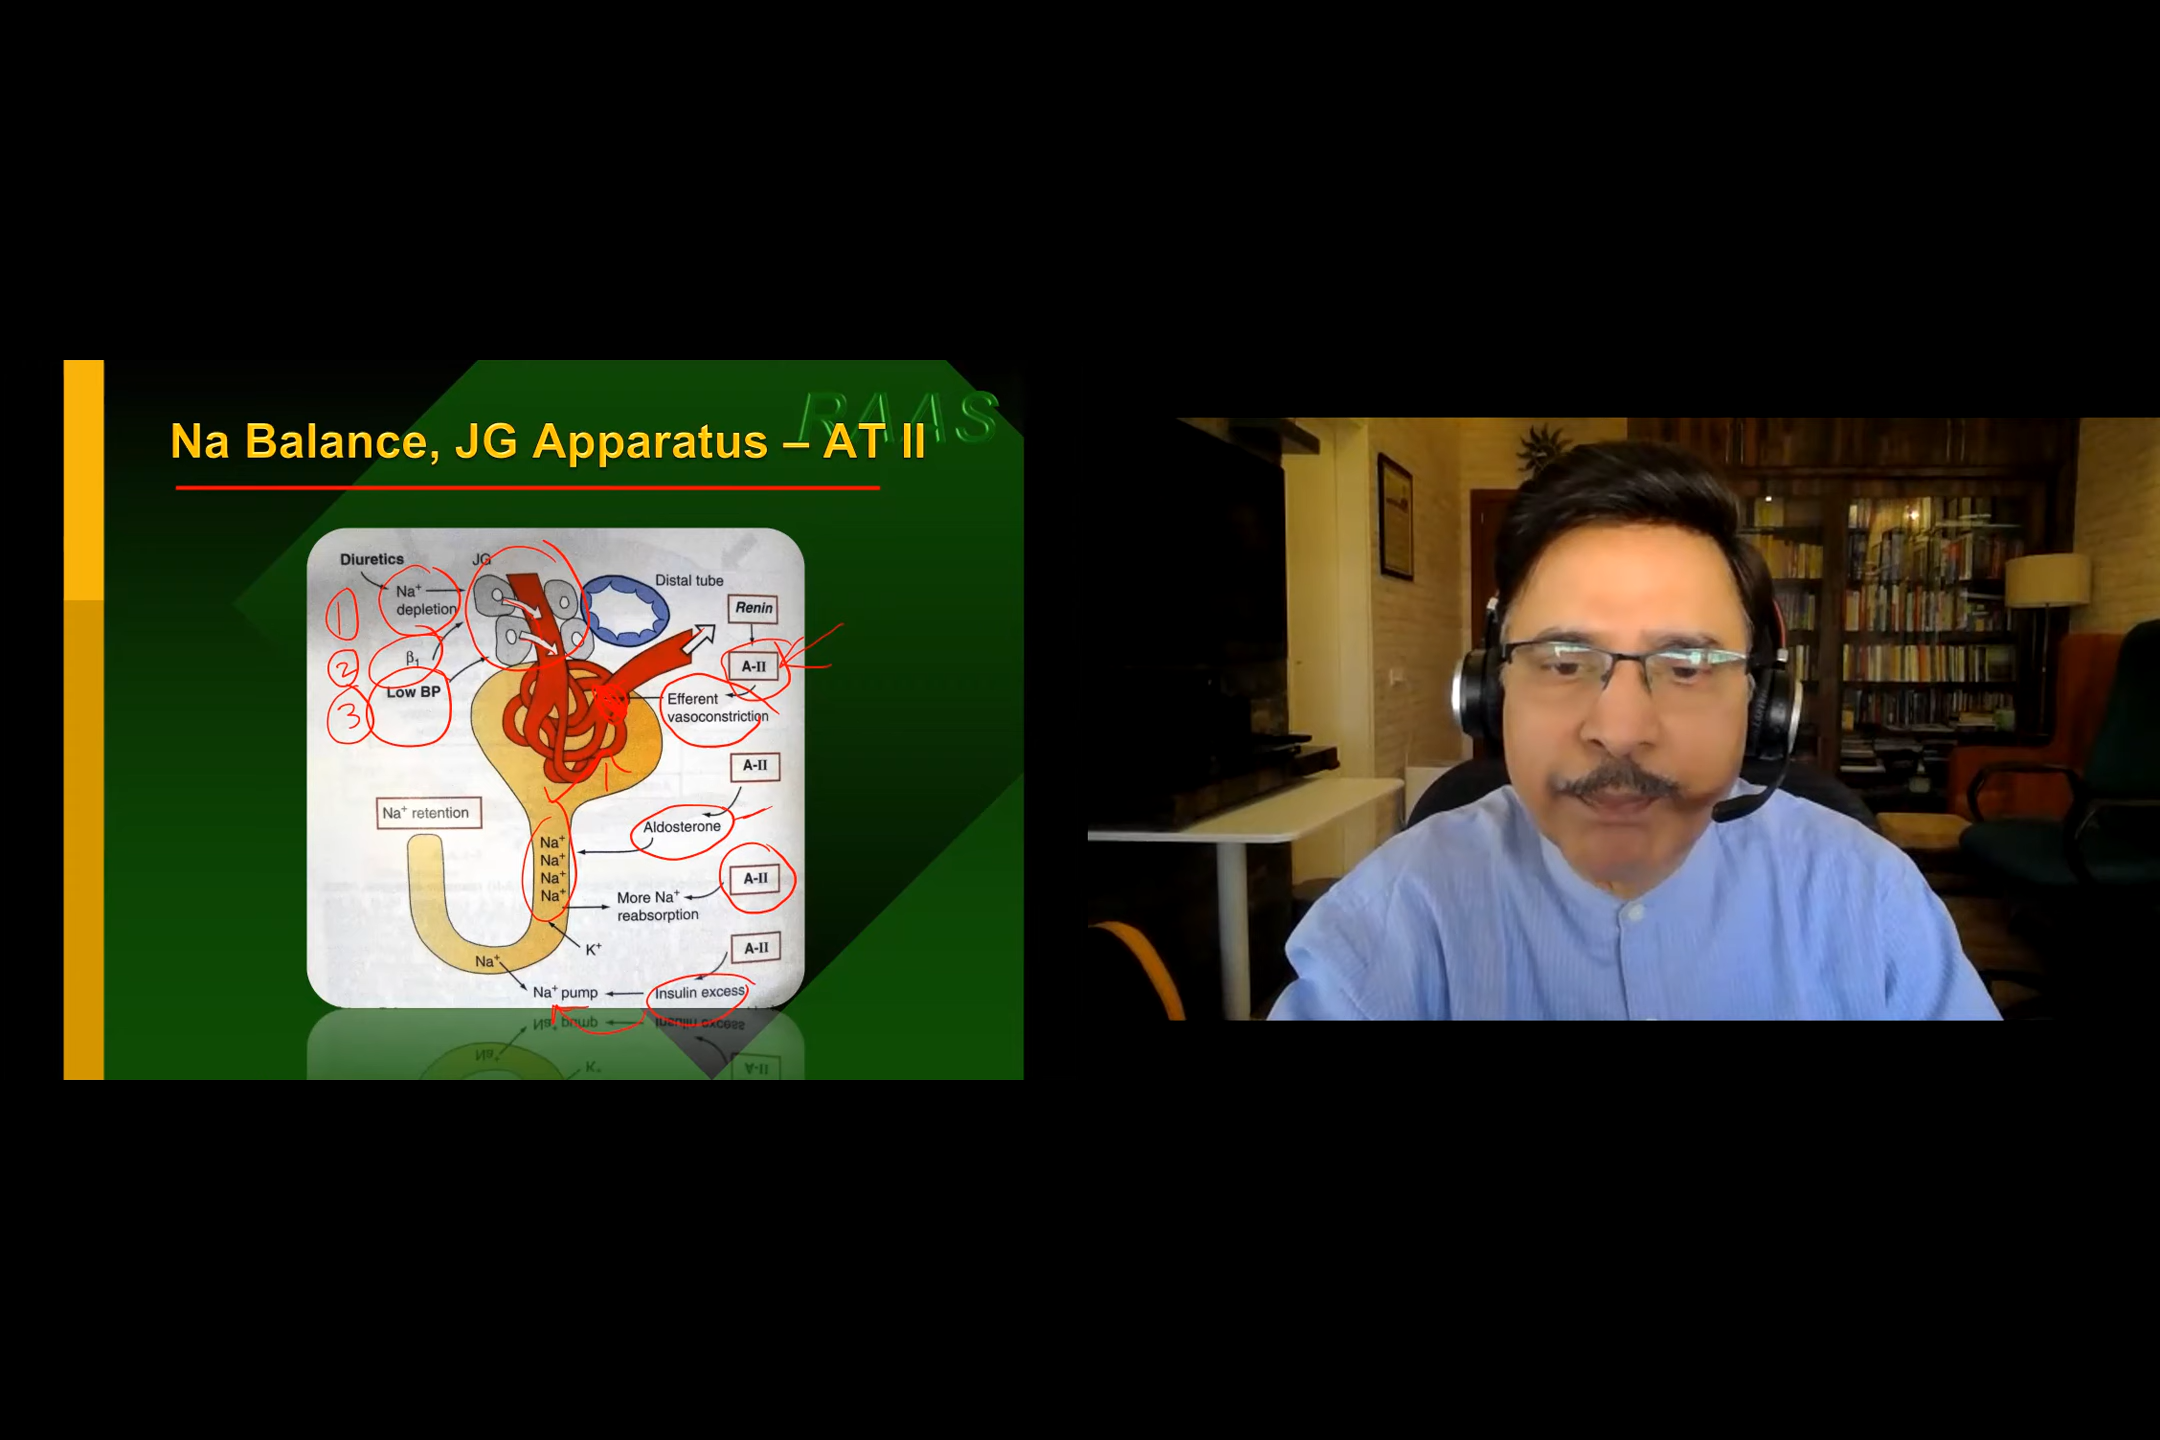 RAAS
Na Balance, JG Apparatus – AT II
Diuretics
JG
Na+
depletion
Distal tube
1
Renin
β1
2
A-II
Low BP
3
Efferent
vasoconstriction
A-II
Na+ retention
Aldosterone
Na+
Na+
Na+
Na+
A-II
More Na+
reabsorption
K+
A-II
Na+
Na+ pump
Insulin excess